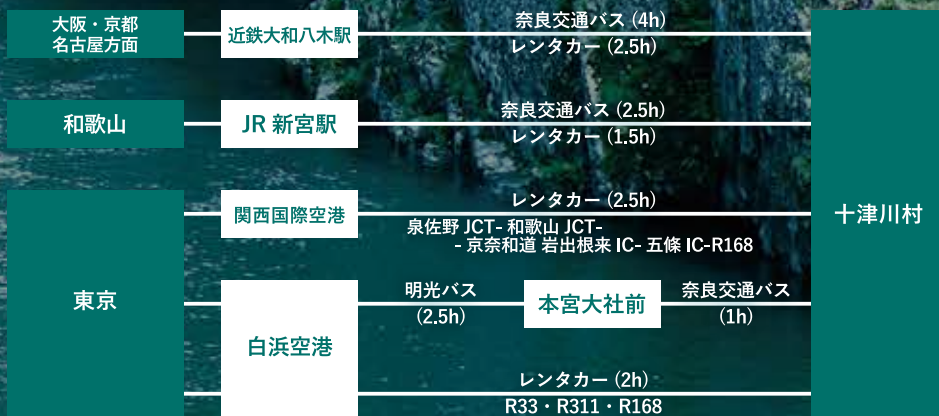 大阪・京都
名古屋方面
近鉄大和八木駅
奈良交通バス (4h)
レンタカー (2.5h)
和歌山
JR 新宮駅
奈良交通バス (2.5h)
レンタカー (1.5h)
東京
関西国際空港
レンタカー (2.5h)
泉佐野 JCT- 和歌山 JCT-
- 京奈和道 岩出根来 IC- 五條 IC-R168
白浜空港
明光バス
(2.5h)
本宮大社前
奈良交通バス
(1h)
レンタカー (2h)
R33・R311・R168
十津川村